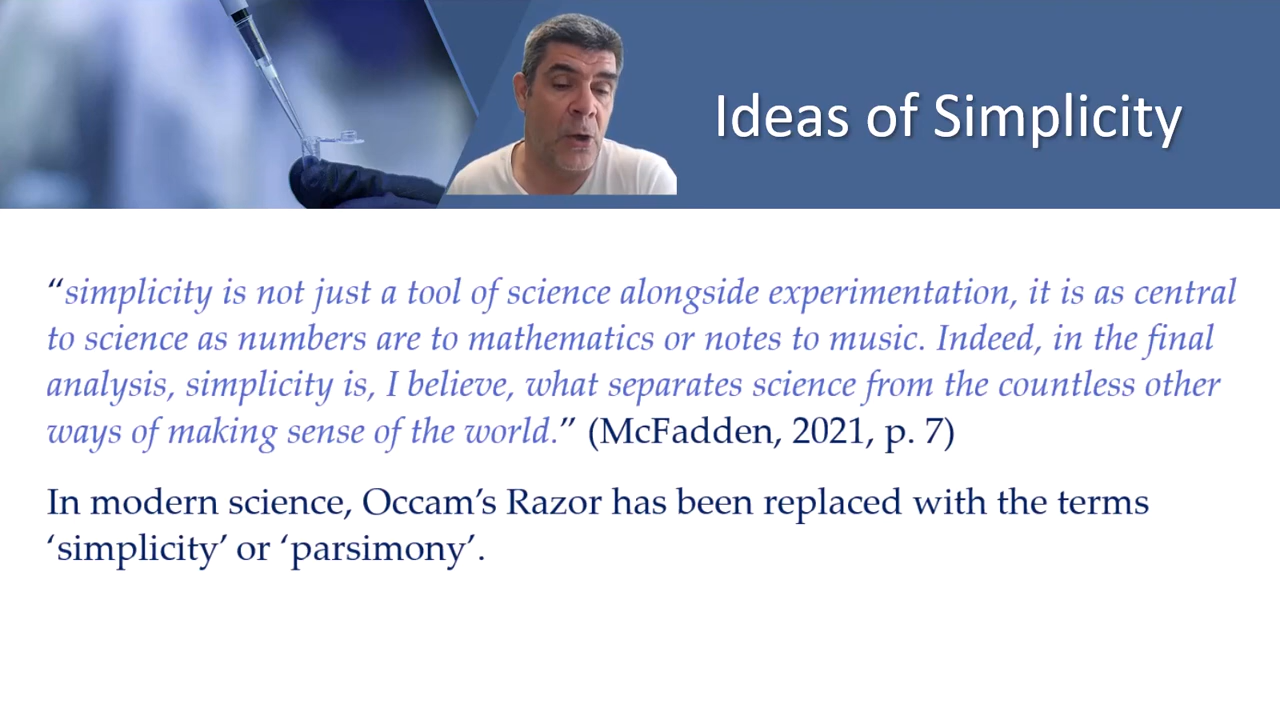 Ideas of Simplicity
“simplicity is not just a tool of science alongside experimentation, it is as central
to science as numbers are to mathematics or notes to music. Indeed, in the final
analysis, simplicity is, I believe, what separates science from the countless other
ways of making sense of the world.” (McFadden, 2021, p. 7)
In modern science, Occam’s Razor has been replaced with the terms
‘simplicity’ or ‘parsimony’.